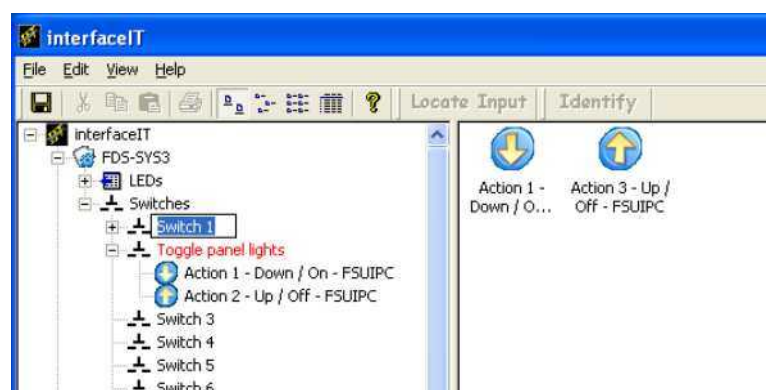 interfaceIT
File Edit View Help
Locate Input Identify
interfaceIT
FDS-SYS3
LEDs
Switches
Switch 1
Toggle panel lights
Action 1 - Down / On - FSUIPC
Action 2 - Up / Off - FSUIPC
Switch 3
Switch 4
Switch 5
Switch 6
Action 1 -
Down / O...
Action 3 - Up /
Off - FSUIPC